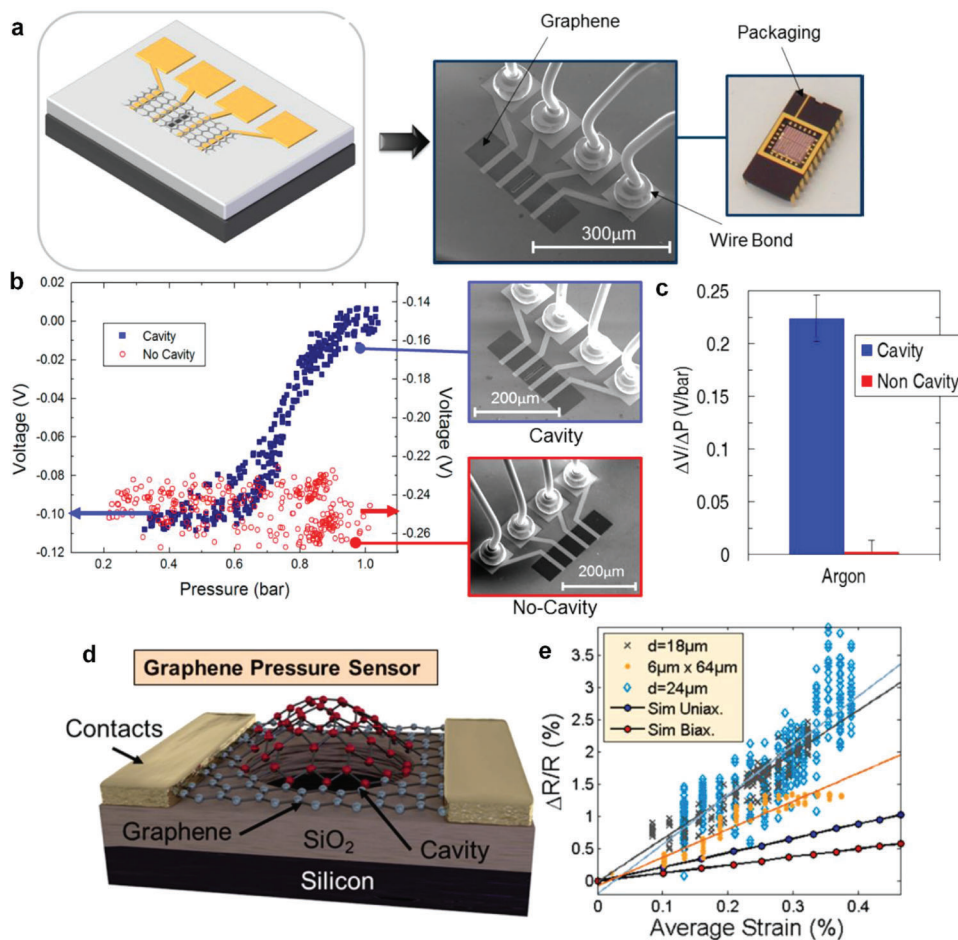 a
Graphene
Packaging
300μm
Wire Bond
b
0.02
0.00
-0.02
-0.04
-0.06
-0.08
-0.10
-0.12
Voltage (V)
Cavity
No Cavity
-0.14
-0.16
-0.18
-0.20
-0.22
-0.24
-0.26
Voltage (V)
0.2 0.4 0.6 0.8 1.0
Pressure (bar)
200μm
Cavity
200μm
No-Cavity
c
0.25
0.20
0.15
0.10
0.25
0
ΔV/ΔP (V/bar)
Cavity
Non Cavity
Argon
d
Graphene Pressure Sensor
Contacts
Graphene
SiO₂
Cavity
Silicon
e
3.5
3
2.5
2
1.5
1
0.5
0
ΔR/R (%)
d=18μm
6μm x 64μm
d=24μm
Sim Uniax.
Sim Biax.
0 0.1 0.2 0.3 0.4
Average Strain (%)